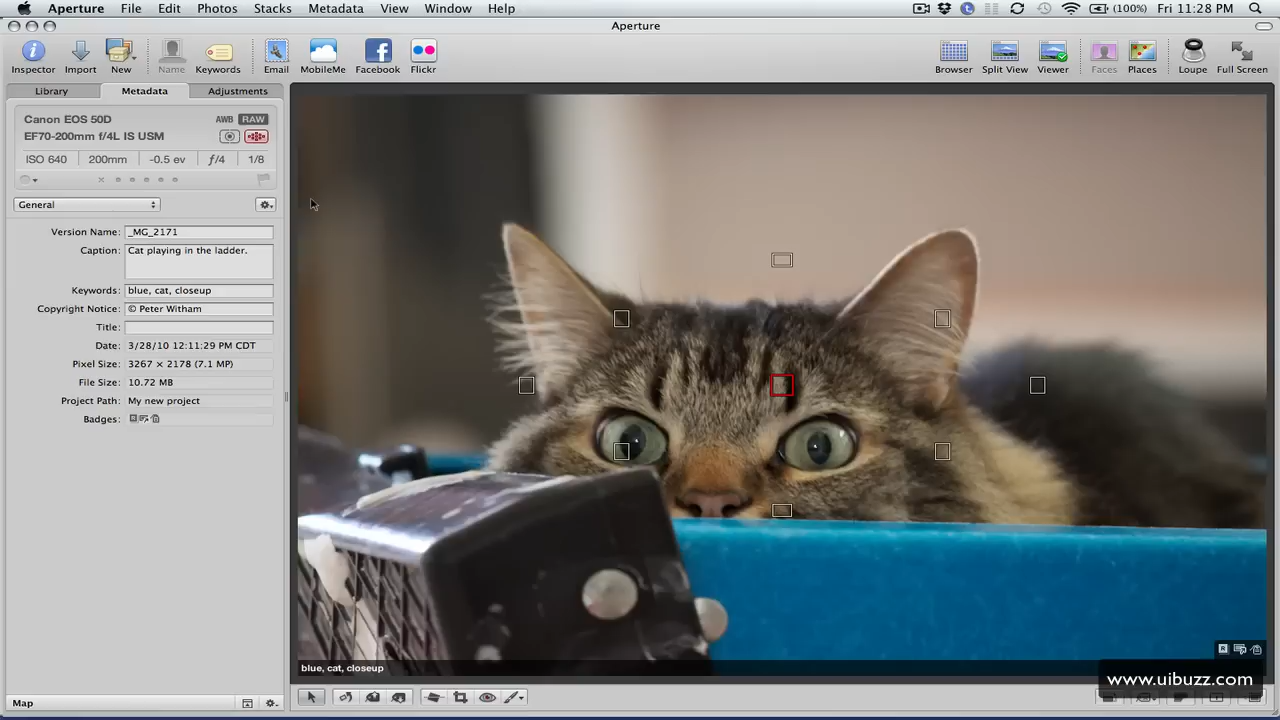 Aperture File Edit Photos Stacks Metadata View Window Help (100%) Fri 11:28 PM
Aperture
Inspector Import New Name Keywords Email MobileMe Facebook Flickr Browser Split View Viewer Faces Places Loupe Full Screen
Library Metadata Adjustments
Canon EOS 50D AWB RAW
EF70-200mm f/4L IS USM
ISO 640 200mm -0.5 ev ƒ/4 1/8
General
Version Name: _MG_2171
Caption: Cat playing in the ladder.
Keywords: blue, cat, closeup
Copyright Notice: © Peter Witham
Title:
Date: 3/28/10 12:11:29 PM CDT
Pixel Size: 3267 × 2178 (7.1 MP)
File Size: 10.72 MB
Project Path: My new project
Badges:
blue, cat, closeup
www.uibuzz.com
Map